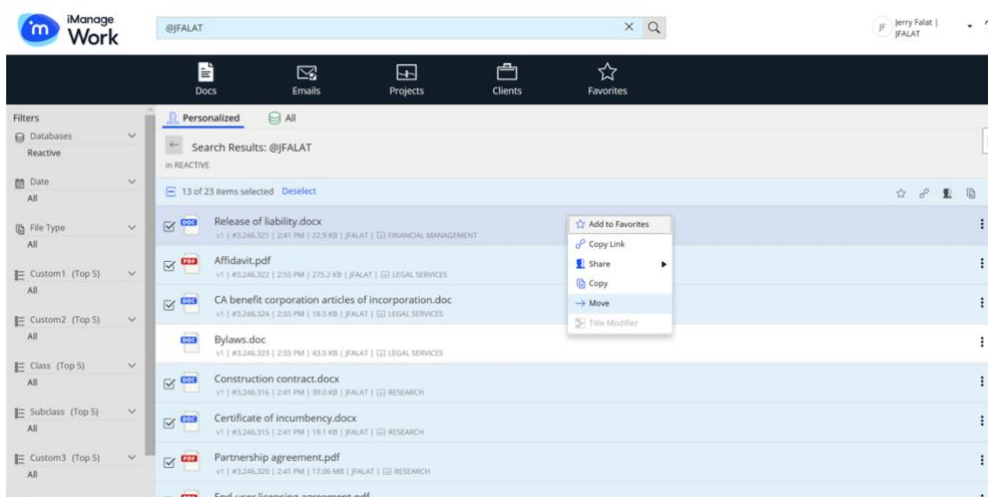 iManage
Work
@JFALAT
JF
Jerry Falat |
JFALAT
Docs
Emails
Projects
Clients
Favorites
Filters
Databases
Reactive
Date
All
File Type
All
Custom1 (Top 5)
All
Custom2 (Top 5)
All
Class (Top 5)
All
Subclass (Top 5)
All
Custom3 (Top 5)
All
Personalized
All
Search Results: @JFALAT
in REACTIVE
13 of 23 items selected Deselect
Release of liability.docx
v1 | #3,246,321 | 2:41 PM | 22.9 KB | JFALAT | FINANCIAL MANAGEMENT
Affidavit.pdf
v1 | #3,246,322 | 2:55 PM | 275.2 KB | JFALAT | LEGAL SERVICES
CA benefit corporation articles of incorporation.doc
v1 | #3,246,324 | 2:55 PM | 18.5 KB | JFALAT | LEGAL SERVICES
Bylaws.doc
v1 | #3,246,323 | 2:55 PM | 43.5 KB | JFALAT | LEGAL SERVICES
Construction contract.docx
v1 | #3,246,316 | 2:41 PM | 39.0 KB | JFALAT | RESEARCH
Certificate of incumbency.docx
v1 | #3,246,315 | 2:41 PM | 19.1 KB | JFALAT | RESEARCH
Partnership agreement.pdf
v1 | #3,246,320 | 2:41 PM | 17.06 MB | JFALAT | RESEARCH
End-user licensing agreement.pdf
Add to Favorites
Copy Link
Share
Copy
Move
Title Modifier